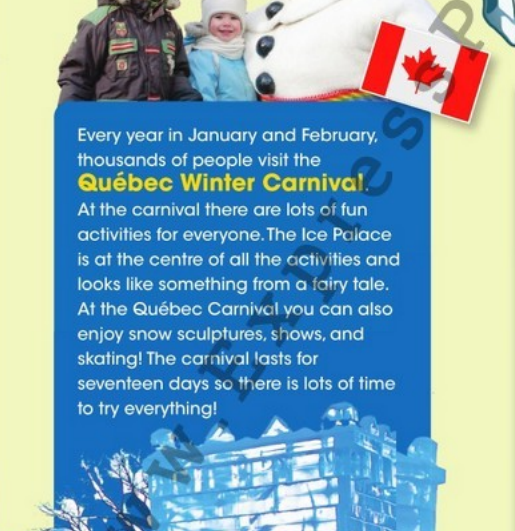 Every year in January and February,
thousands of people visit the
Québec Winter Carnival.
At the carnival there are lots of fun
activities for everyone. The Ice Palace
is at the centre of all the activities and
looks like something from a fairy tale.
At the Québec Carnival you can also
enjoy snow sculptures, shows, and
skating! The carnival lasts for
seventeen days so there is lots of time
to try everything!
w.ExpressP